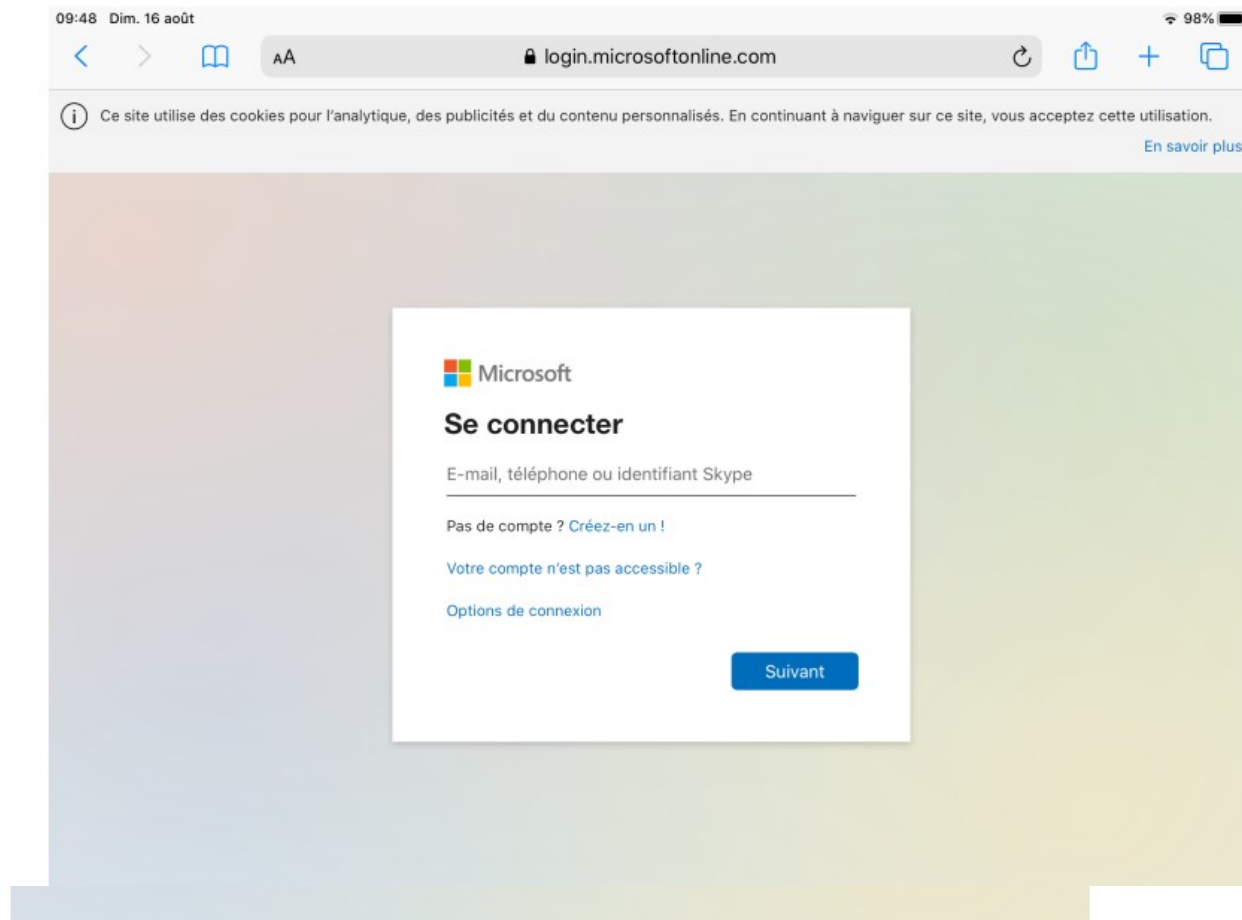 09:48 Dim. 16 août 98%
AA login.microsoftonline.com
Ce site utilise des cookies pour l'analytique, des publicités et du contenu personnalisés. En continuant à naviguer sur ce site, vous acceptez cette utilisation.
En savoir plus
Microsoft
Se connecter
E-mail, téléphone ou identifiant Skype
Pas de compte ? Créez-en un !
Votre compte n'est pas accessible ?
Options de connexion
Suivant